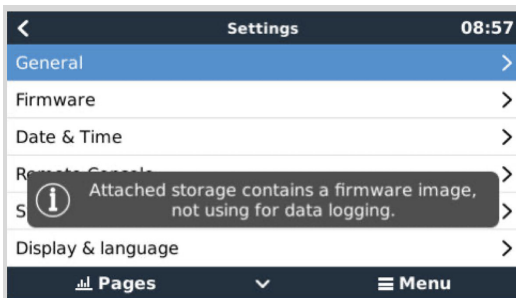 Settings
08:57
General
Firmware
Date & Time
Attached storage contains a firmware image,
not using for data logging.
Display & language
Pages
Menu